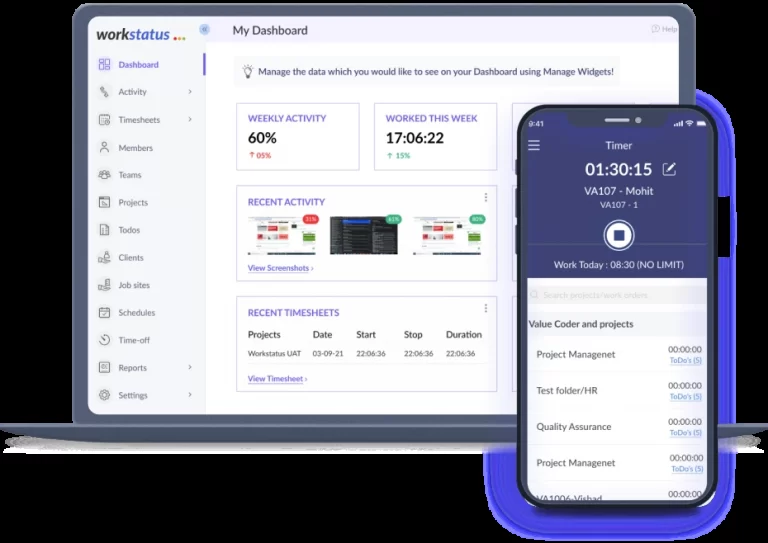 workstatus
My Dashboard
Help
Dashboard
Activity
Timesheets
Members
Teams
Projects
Todos
Clients
Job sites
Schedules
Time-off
Reports
Settings
Manage the data which you would like to see on your Dashboard using Manage Widgets!
WEEKLY ACTIVITY
60%
05%
WORKED THIS WEEK
17:06:22
15%
RECENT ACTIVITY
31%
61%
80%
View Screenshots ›
RECENT TIMESHEETS
Projects Date Start Stop Duration
Workstatus UAT 03-09-21 22:06:36 22:06:36 22:06:36
View Timesheet ›
9:41
Timer
01:30:15
VA107 - Mohit
VA107 - 1
Work Today : 08:30 (NO LIMIT)
Search projects/work orders
Value Coder and projects
Project Managenet 00:00:00
ToDo's (5)
Test folder/HR 00:00:00
ToDo's (5)
Quality Assurance 00:00:00
ToDo's (5)
Project Managenet 00:00:00
ToDo's (5)
VA1006-Vishad 00:00:00